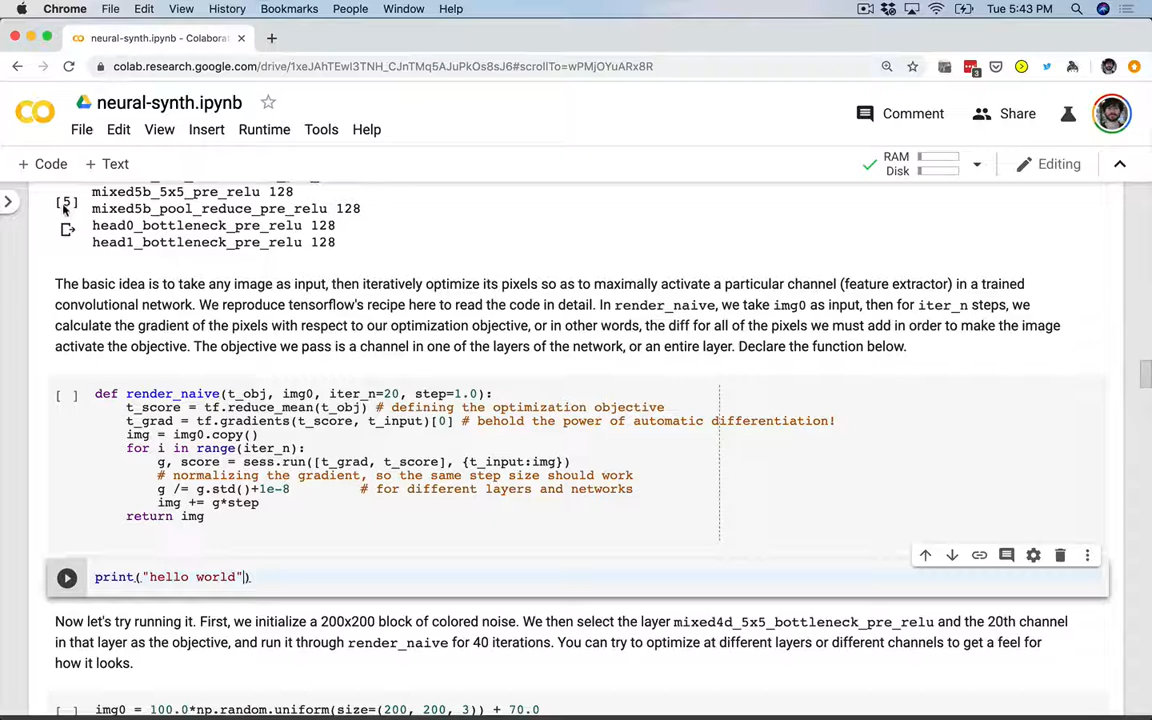 Chrome File Edit View History Bookmarks People Window Help Tue 5:43 PM
neural-synth.ipynb - Colaborat
colab.research.google.com/drive/1xeJAhTEwI3TNH_CJnTMq5AJuPkOs8sJ6#scrollTo=wPMjOYuARx8R
3
neural-synth.ipynb
File Edit View Insert Runtime Tools Help
Comment Share
+ Code + Text
RAM
Disk
Editing
mixed5b_5x5_pre_relu 128
[5]
mixed5b_pool_reduce_pre_relu 128
head0_bottleneck_pre_relu 128
head1_bottleneck_pre_relu 128
The basic idea is to take any image as input, then iteratively optimize its pixels so as to maximally activate a particular channel (feature extractor) in a trained
convolutional network. We reproduce tensorflow's recipe here to read the code in detail. In render_naive, we take img0 as input, then for iter_n steps, we
calculate the gradient of the pixels with respect to our optimization objective, or in other words, the diff for all of the pixels we must add in order to make the image
activate the objective. The objective we pass is a channel in one of the layers of the network, or an entire layer. Declare the function below.
[ ] def render_naive(t_obj, img0, iter_n=20, step=1.0):
t_score = tf.reduce_mean(t_obj) # defining the optimization objective
t_grad = tf.gradients(t_score, t_input)[0] # behold the power of automatic differentiation!
img = img0.copy()
for i in range(iter_n):
g, score = sess.run([t_grad, t_score], {t_input:img})
# normalizing the gradient, so the same step size should work
g /= g.std()+1e-8 # for different layers and networks
img += g*step
return img
print("hello world")
Now let's try running it. First, we initialize a 200x200 block of colored noise. We then select the layer mixed4d_5x5_bottleneck_pre_relu and the 20th channel
in that layer as the objective, and run it through render_naive for 40 iterations. You can try to optimize at different layers or different channels to get a feel for
how it looks.
[ ] img0 = 100.0*np.random.uniform(size=(200, 200, 3)) + 70.0